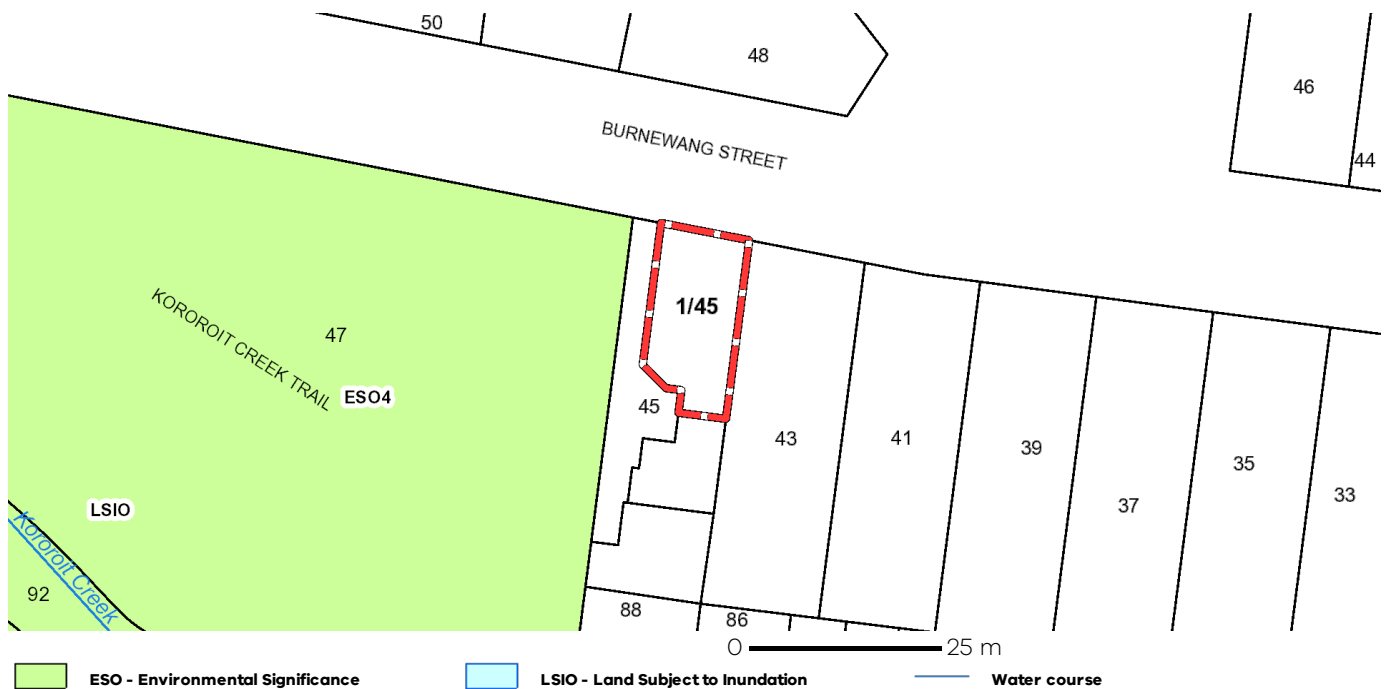 50
48
46
44
BURNEWANG STREET
1/45
KOROROIT CREEK TRAIL
47
ESO4
45
43
41
39
37
35
33
LSIO
Kororoit Creek
92
88
86
0 25 m
ESO - Environmental Significance
LSIO - Land Subject to Inundation
Water course